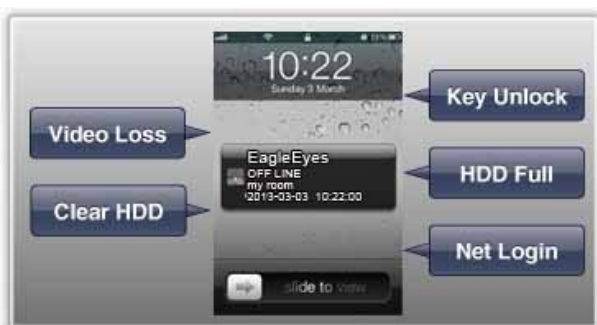 10:22
Sunday 3 March
Video Loss
Key Unlock
EagleEyes
OFF LINE
my room
2013-03-03 10:22:00
HDD Full
Clear HDD
Net Login
slide to view